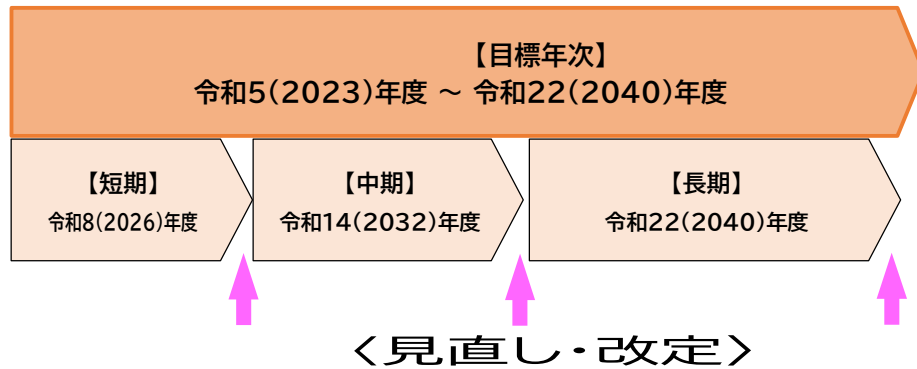 【目標年次】
令和5(2023)年度 ～ 令和22(2040)年度
【短期】
令和8(2026)年度
【中期】
令和14(2032)年度
【長期】
令和22(2040)年度
〈見直し・改定〉